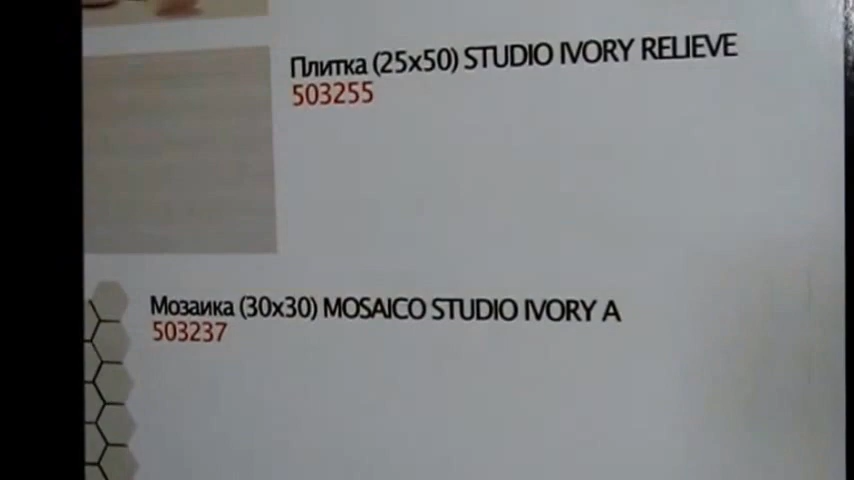 Плитка (25x50) STUDIO IVORY RELIEVE
503255
Мозаика (30x30) MOSAICO STUDIO IVORY A
503237